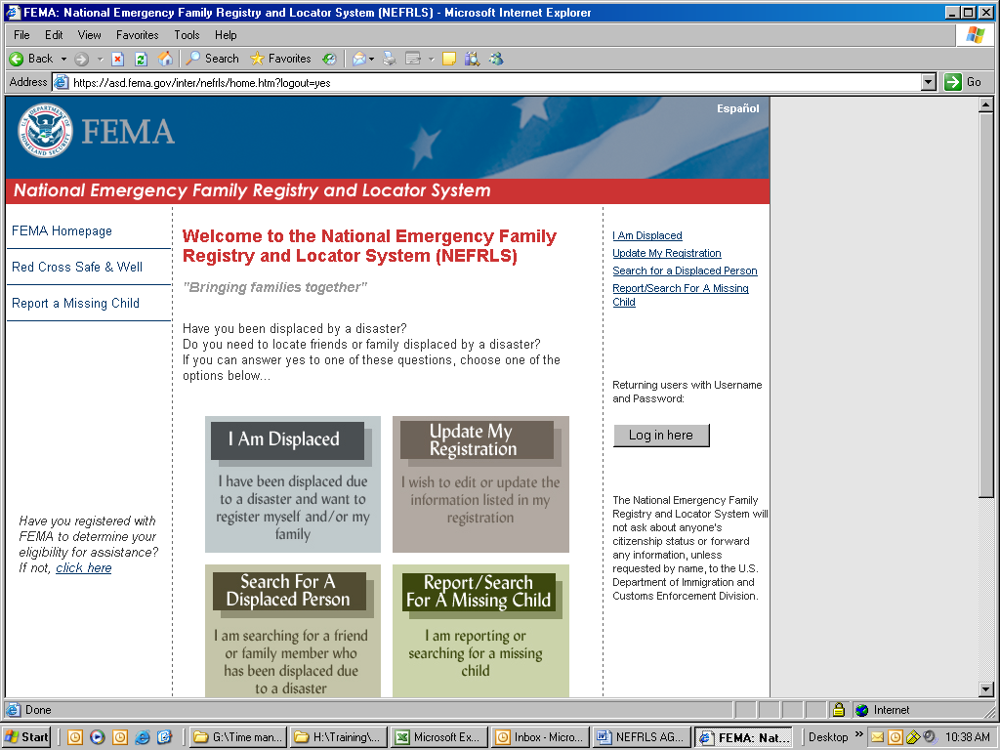 FEMA: National Emergency Family Registry and Locator System (NEFRLS) - Microsoft Internet Explorer
File Edit View Favorites Tools Help
Back Search Favorites
Address https://asd.fema.gov/inter/nefrls/home.htm?logout=yes Go
U.S. DEPARTMENT OF HOMELAND SECURITY
FEMA
Español
National Emergency Family Registry and Locator System
FEMA Homepage
Red Cross Safe & Well
Report a Missing Child
Have you registered with
FEMA to determine your
eligibility for assistance?
If not, click here
Welcome to the National Emergency Family
Registry and Locator System (NEFRLS)
"Bringing families together"
Have you been displaced by a disaster?
Do you need to locate friends or family displaced by a disaster?
If you can answer yes to one of these questions, choose one of the
options below...
I Am Displaced
I have been displaced due
to a disaster and want to
register myself and/or my
family
Update My
Registration
I wish to edit or update the
information listed in my
registration
Search For A
Displaced Person
I am searching for a friend
or family member who
has been displaced due
to a disaster
Report/Search
For A Missing Child
I am reporting or
searching for a missing
child
I Am Displaced
Update My Registration
Search for a Displaced Person
Report/Search For A Missing
Child
Returning users with Username
and Password:
Log in here
The National Emergency Family
Registry and Locator System will
not ask about anyone's
citizenship status or forward
any information, unless
requested by name, to the U.S.
Department of Immigration and
Customs Enforcement Division.
Done Internet
Start G:\Time man... H:\Training\... Microsoft Ex... Inbox - Micro... NEFRLS AG... FEMA: Nat... Desktop » 10:38 AM